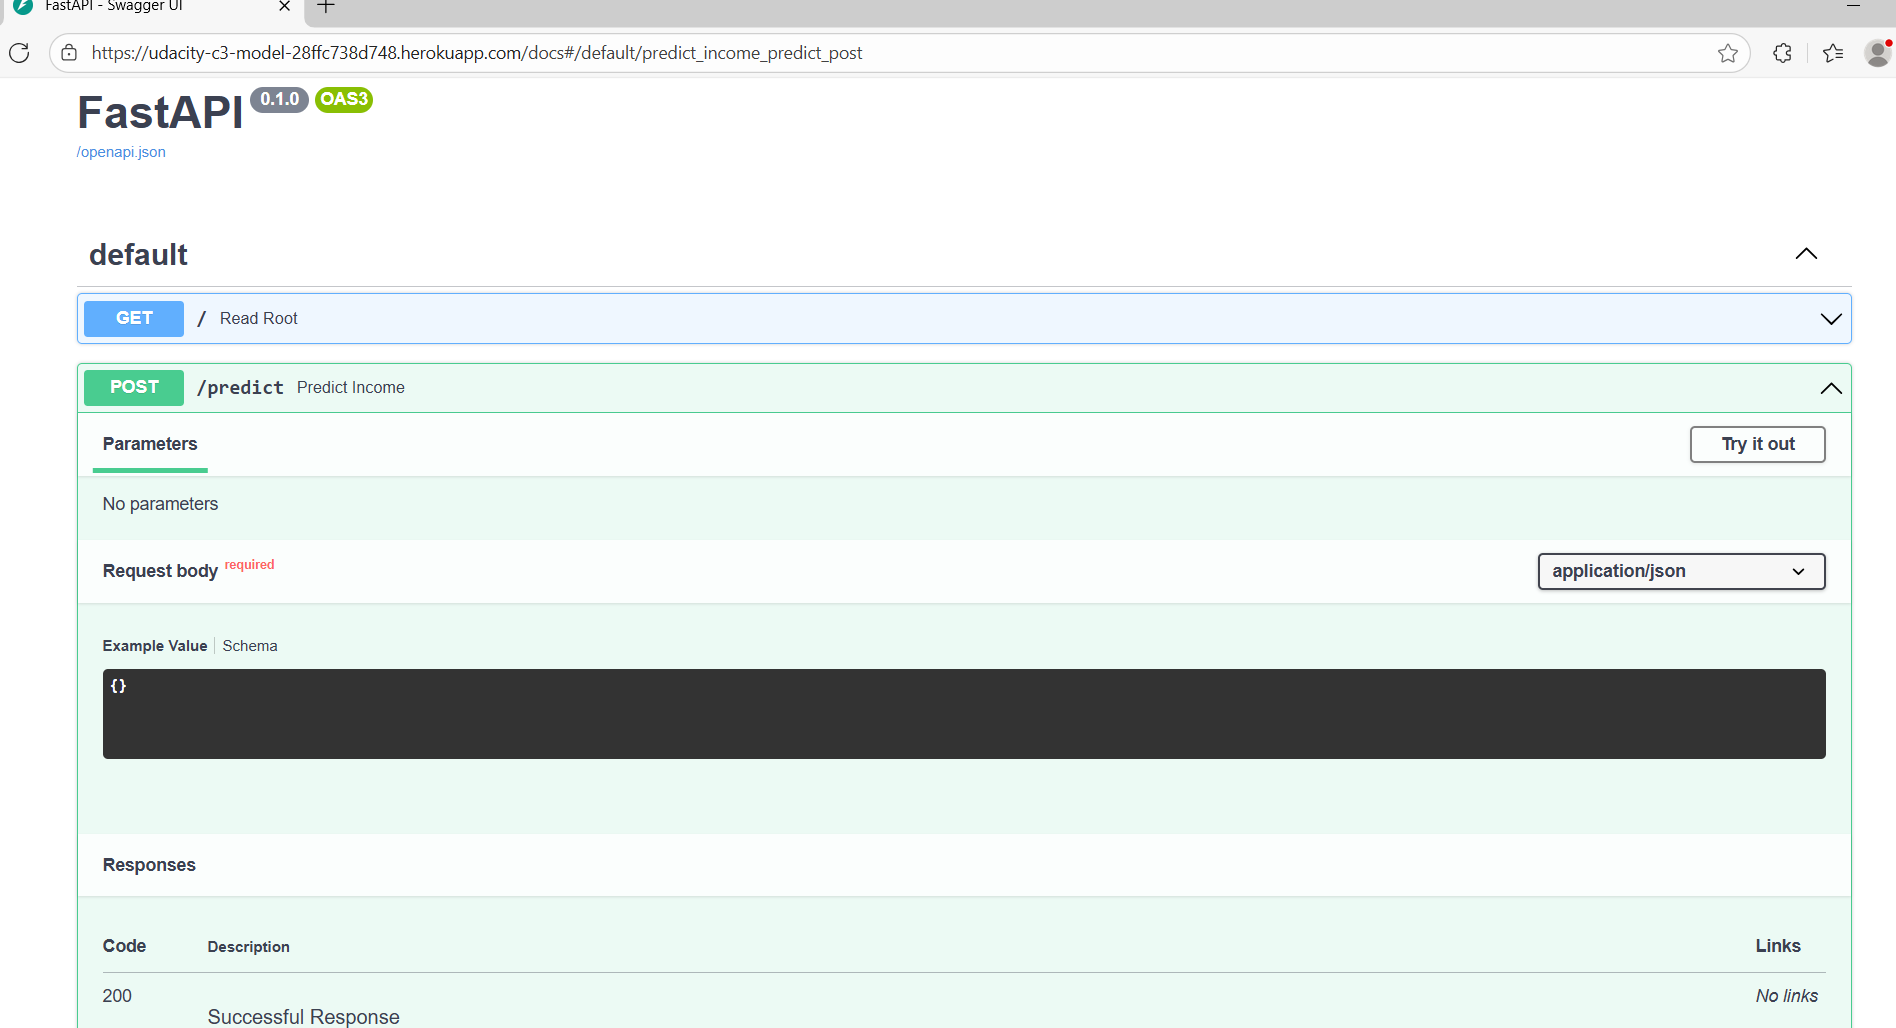 FastAPI - Swagger UI
https://udacity-c3-model-28ffc738d748.herokuapp.com/docs#/default/predict_income_predict_post
FastAPI 0.1.0 OAS3
/openapi.json
default
GET / Read Root
POST /predict Predict Income
Parameters
Try it out
No parameters
Request body required
application/json
Example Value Schema
{}
Responses
Code Description Links
200 No links
Successful Response